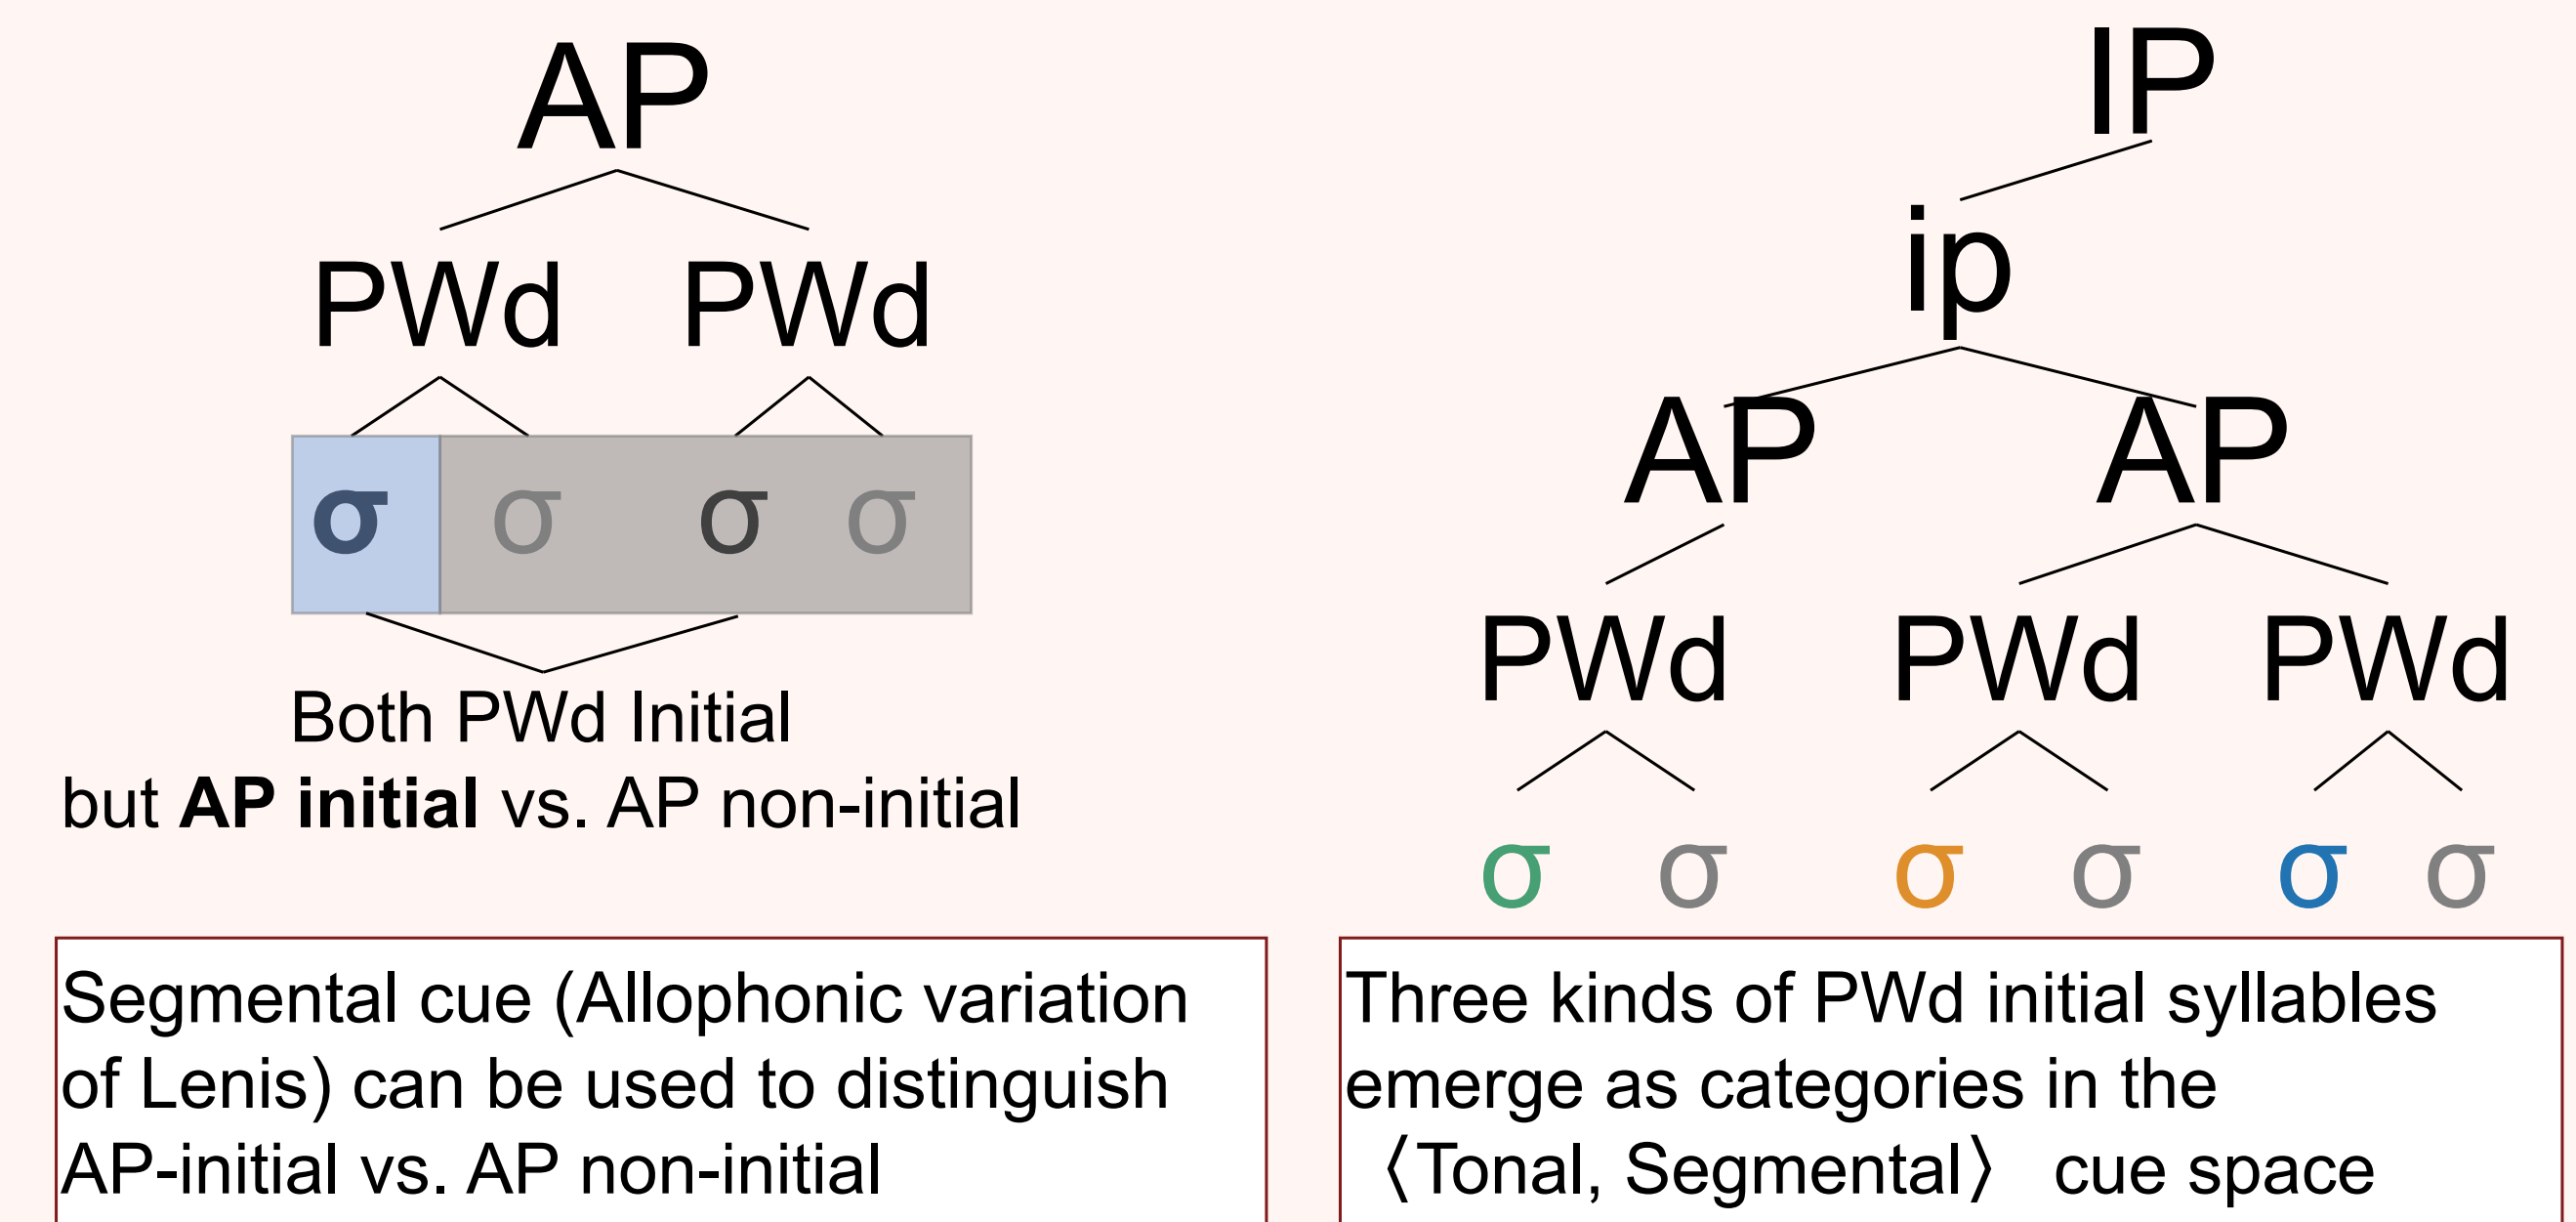 AP
PWd PWd
σ σ σ σ
Both PWd Initial
but AP initial vs. AP non-initial
Segmental cue (Allophonic variation
of Lenis) can be used to distinguish
AP-initial vs. AP non-initial
IP
ip
AP AP
PWd PWd PWd
σ σ σ σ σ σ
Three kinds of PWd initial syllables
emerge as categories in the
⟨Tonal, Segmental⟩ cue space